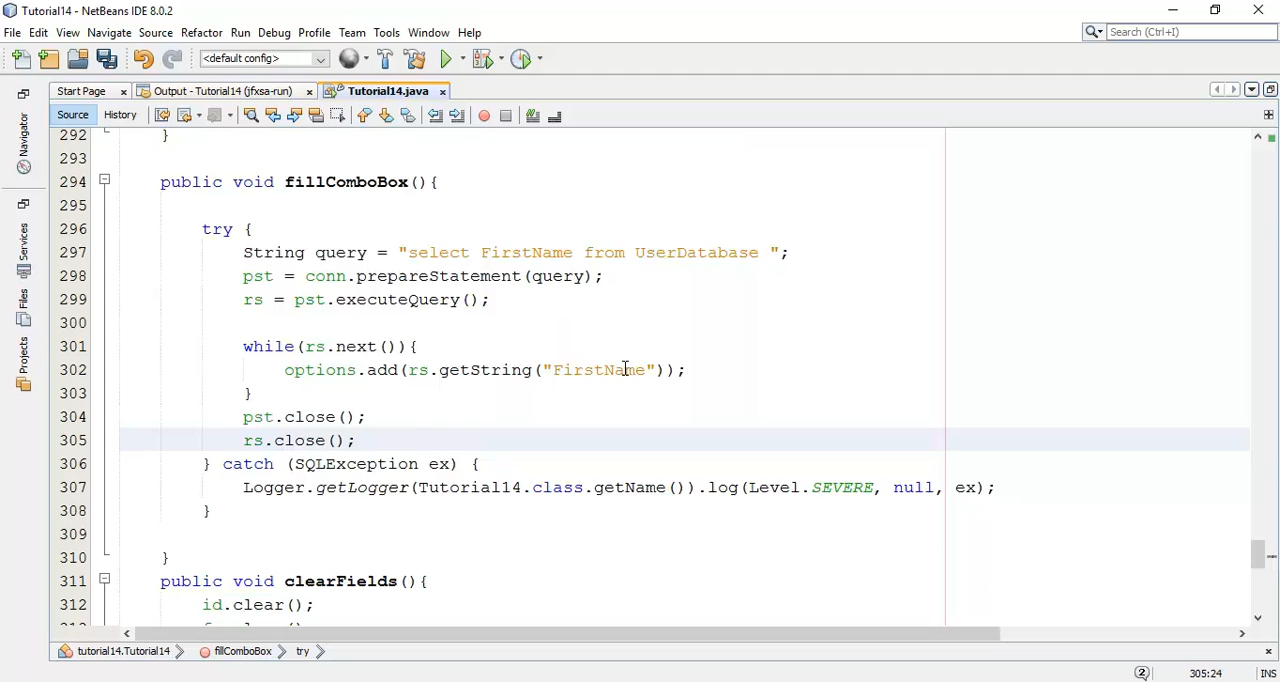 Tutorial14 - NetBeans IDE 8.0.2
File Edit View Navigate Source Refactor Run Debug Profile Team Tools Window Help
Search (Ctrl+I)
<default config>
Start Page Output - Tutorial14 (jfxsa-run) Tutorial14.java
Source History
Navigator
Services
Files
Projects
292 }
293
294 public void fillComboBox(){
295
296 try {
297 String query = "select FirstName from UserDatabase ";
298 pst = conn.prepareStatement(query);
299 rs = pst.executeQuery();
300
301 while(rs.next()){
302 options.add(rs.getString("FirstName"));
303 }
304 pst.close();
305 rs.close();
306 } catch (SQLException ex) {
307 Logger.getLogger(Tutorial14.class.getName()).log(Level.SEVERE, null, ex);
308 }
309
310 }
311 public void clearFields(){
312 id.clear();
tutorial14.Tutorial14 fillComboBox try
2 305:24 INS